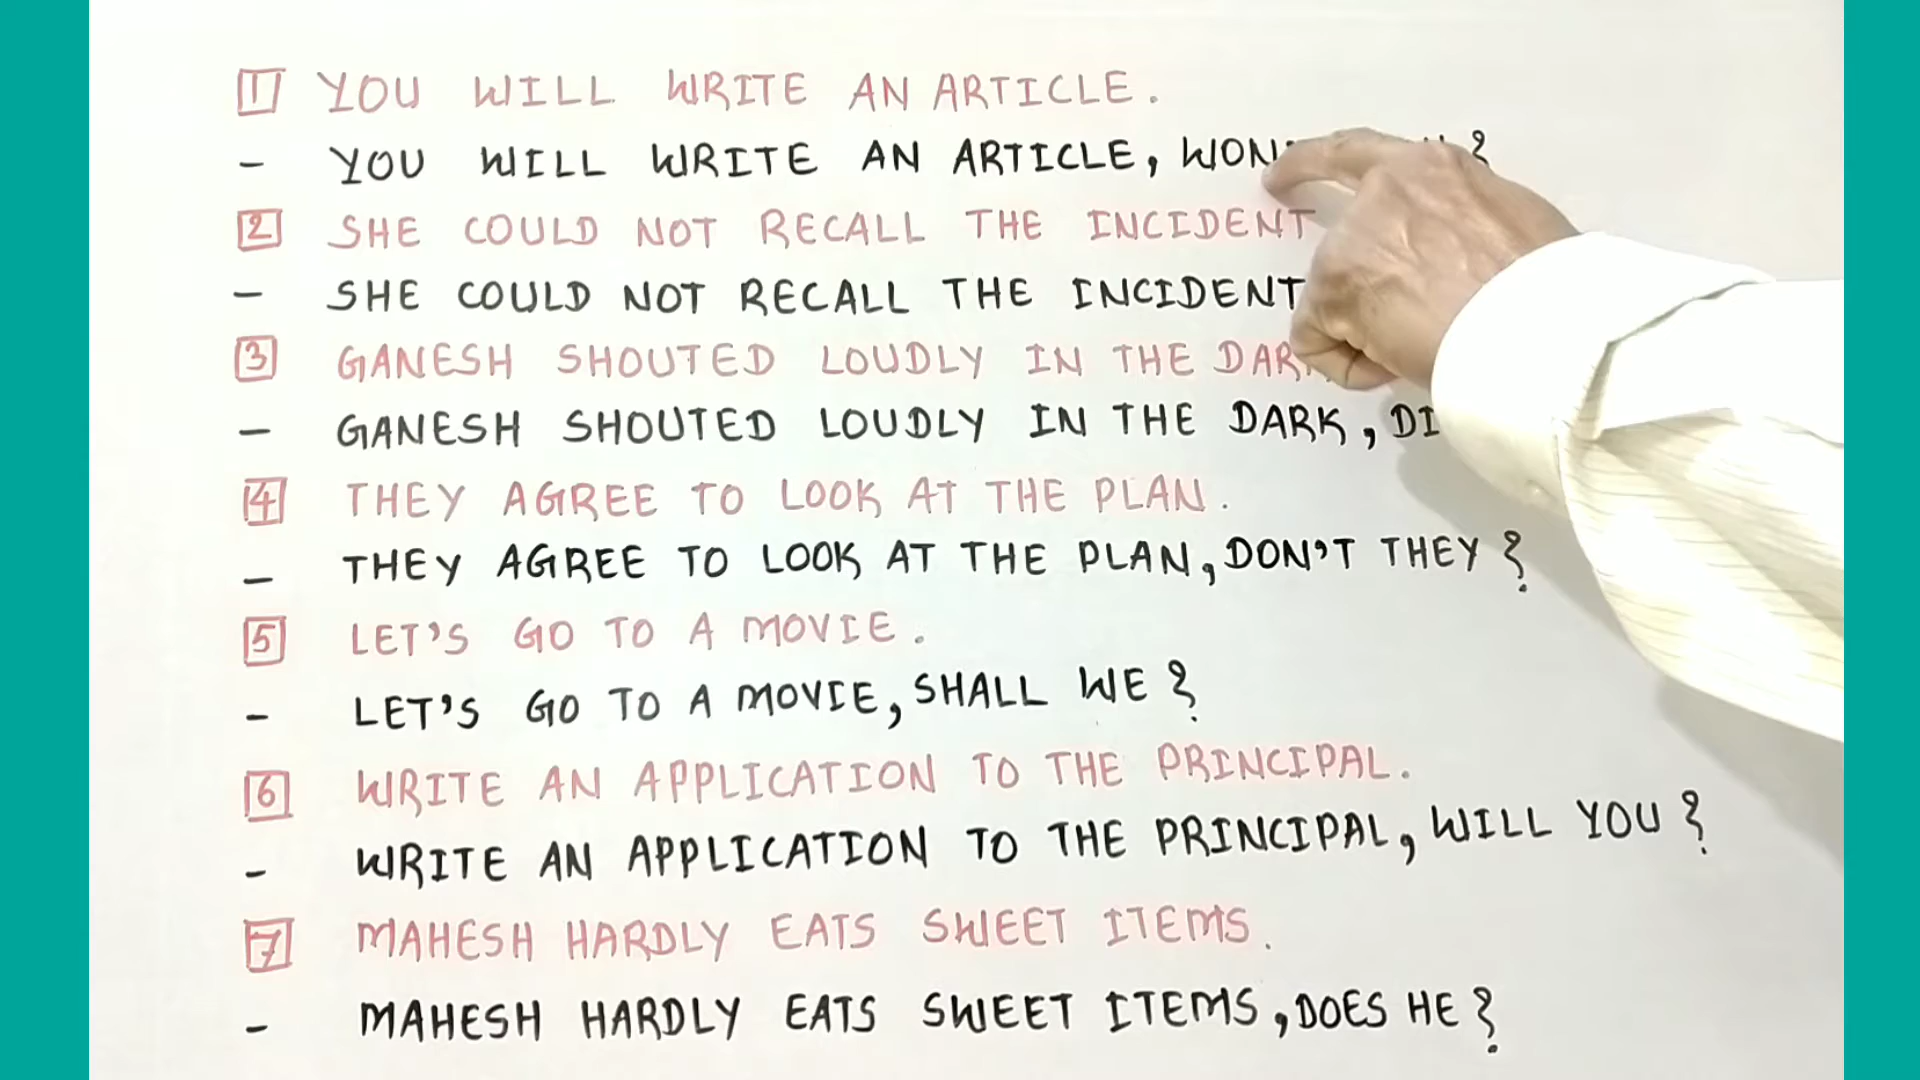 1 YOU WILL WRITE AN ARTICLE.
- YOU WILL WRITE AN ARTICLE, ?
2 SHE COULD NOT RECALL THE INCIDENT
- SHE COULD NOT RECALL THE INCIDENT
3 GANESH SHOUTED LOUDLY IN THE
- GANESH SHOUTED LOUDLY IN THE DARK,
4 THEY AGREE TO LOOK AT THE PLAN.
- THEY AGREE TO LOOK AT THE PLAN, DON'T THEY?
5 LET'S GO TO A MOVIE.
- LET'S GO TO A MOVIE, SHALL WE?
6 WRITE AN APPLICATION TO THE PRINCIPAL.
- WRITE AN APPLICATION TO THE PRINCIPAL, WILL YOU?
7 MAHESH HARDLY EATS SWEET ITEMS.
- MAHESH HARDLY EATS SWEET ITEMS, DOES HE?